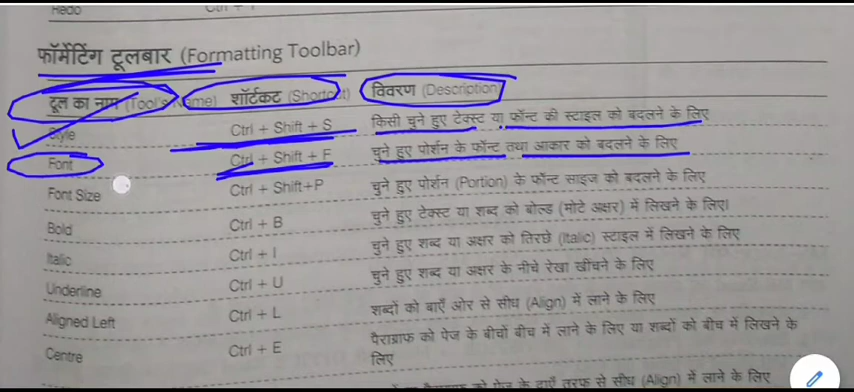 Redo
फॉर्मेटिंग टूलबार (Formatting Toolbar)
टूल का नाम (Tool's Name) शॉर्टकट (Shortcut) विवरण (Description)
Style Ctrl + Shift + S किसी चुने हुए टेक्स्ट या फॉन्ट की स्टाइल को बदलने के लिए
Font Ctrl + Shift + F चुने हुए पोर्शन के फॉन्ट तथा आकार को बदलने के लिए
Font Size Ctrl + Shift+P चुने हुए पोर्शन (Portion) के फॉन्ट साइज को बदलने के लिए
Bold Ctrl + B चुने हुए टेक्स्ट या शब्द को बोल्ड (मोटे अक्षर) में लिखने के लिए।
Italic Ctrl + I चुने हुए शब्द या अक्षर को तिरछे (Italic) स्टाइल में लिखने के लिए
Underline Ctrl + U चुने हुए शब्द या अक्षर के नीचे रेखा खींचने के लिए
Aligned Left Ctrl + L शब्दों को बाएँ ओर से सीध (Align) में लाने के लिए
Centre Ctrl + E पैराग्राफ को पेज के बीचों बीच में लाने के लिए या शब्दों को बीच में लिखने के
लिए
को पेज के दाएँ तरफ से सीध (Align) में लाने के लिए